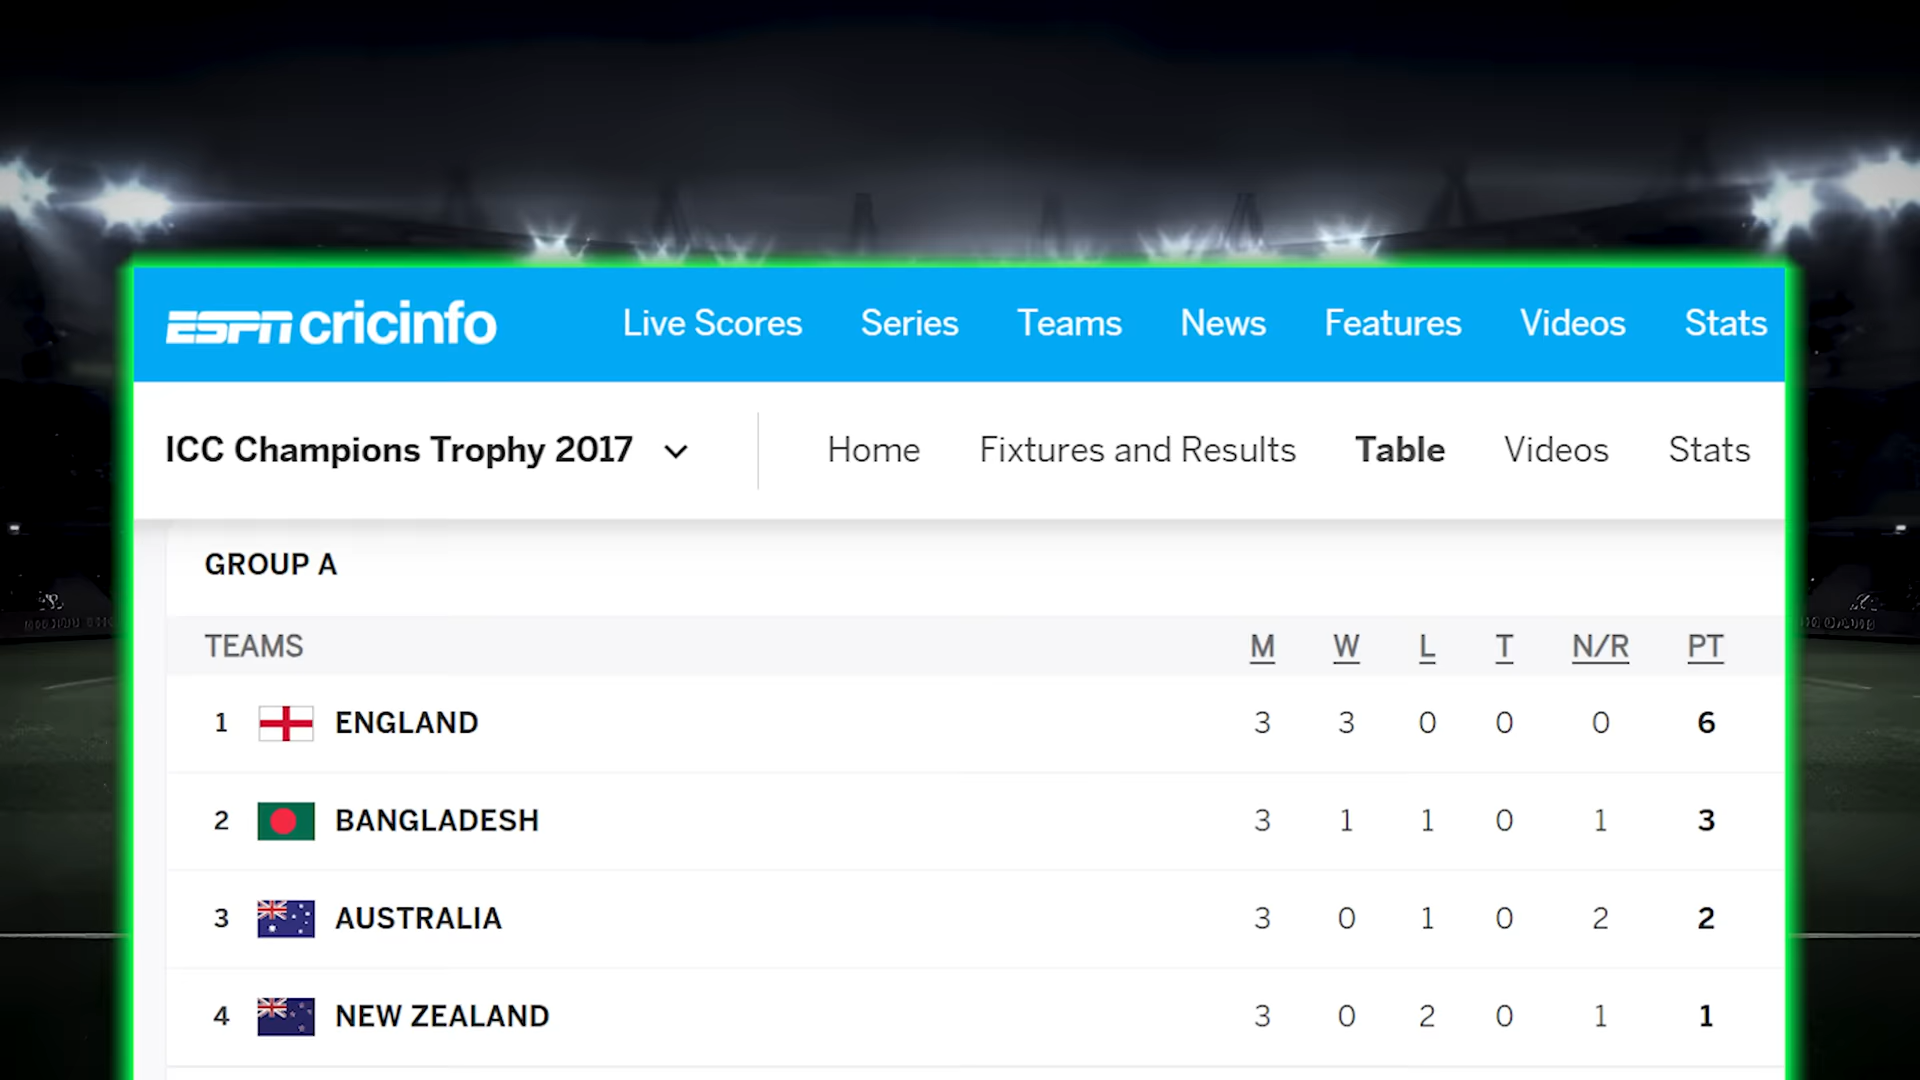 ESPN cricinfo Live Scores Series Teams News Features Videos Stats
ICC Champions Trophy 2017 Home Fixtures and Results Table Videos Stats
GROUP A
TEAMS M W L T N/R PT
1 ENGLAND 3 3 0 0 0 6
2 BANGLADESH 3 1 1 0 1 3
3 AUSTRALIA 3 0 1 0 2 2
4 NEW ZEALAND 3 0 2 0 1 1